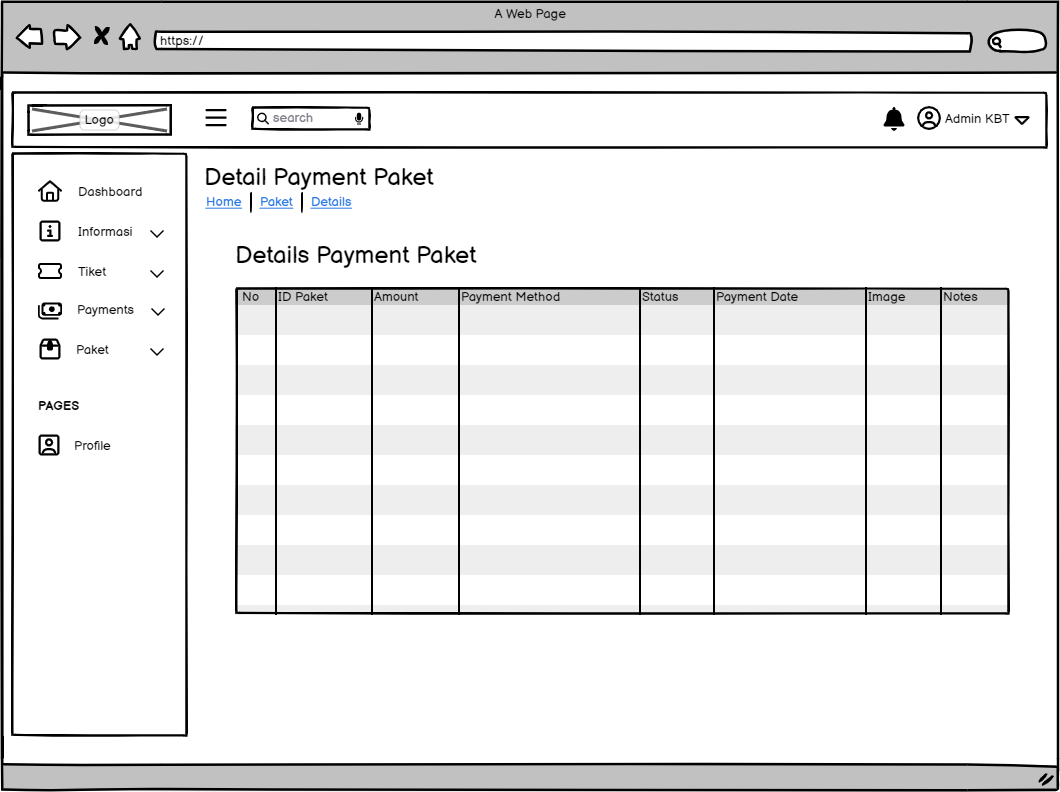 A Web Page
https://
Logo
search
Admin KBT
Dashboard
Informasi
Tiket
Payments
Paket
PAGES
Profile
Detail Payment Paket
Home Paket Details
Details Payment Paket
No ID Paket Amount Payment Method Status Payment Date Image Notes